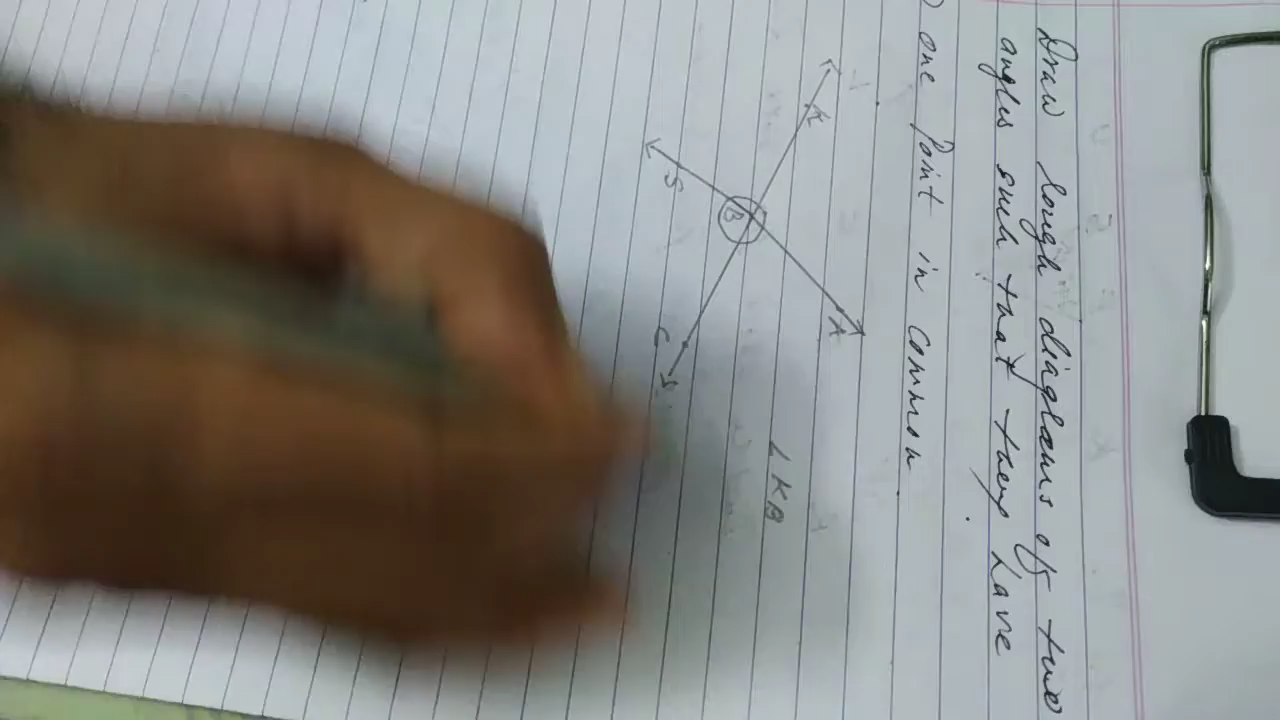 Draw rough diagrams of two
angles such that they have
one Point in common
K
A
B
S
C
∠KB